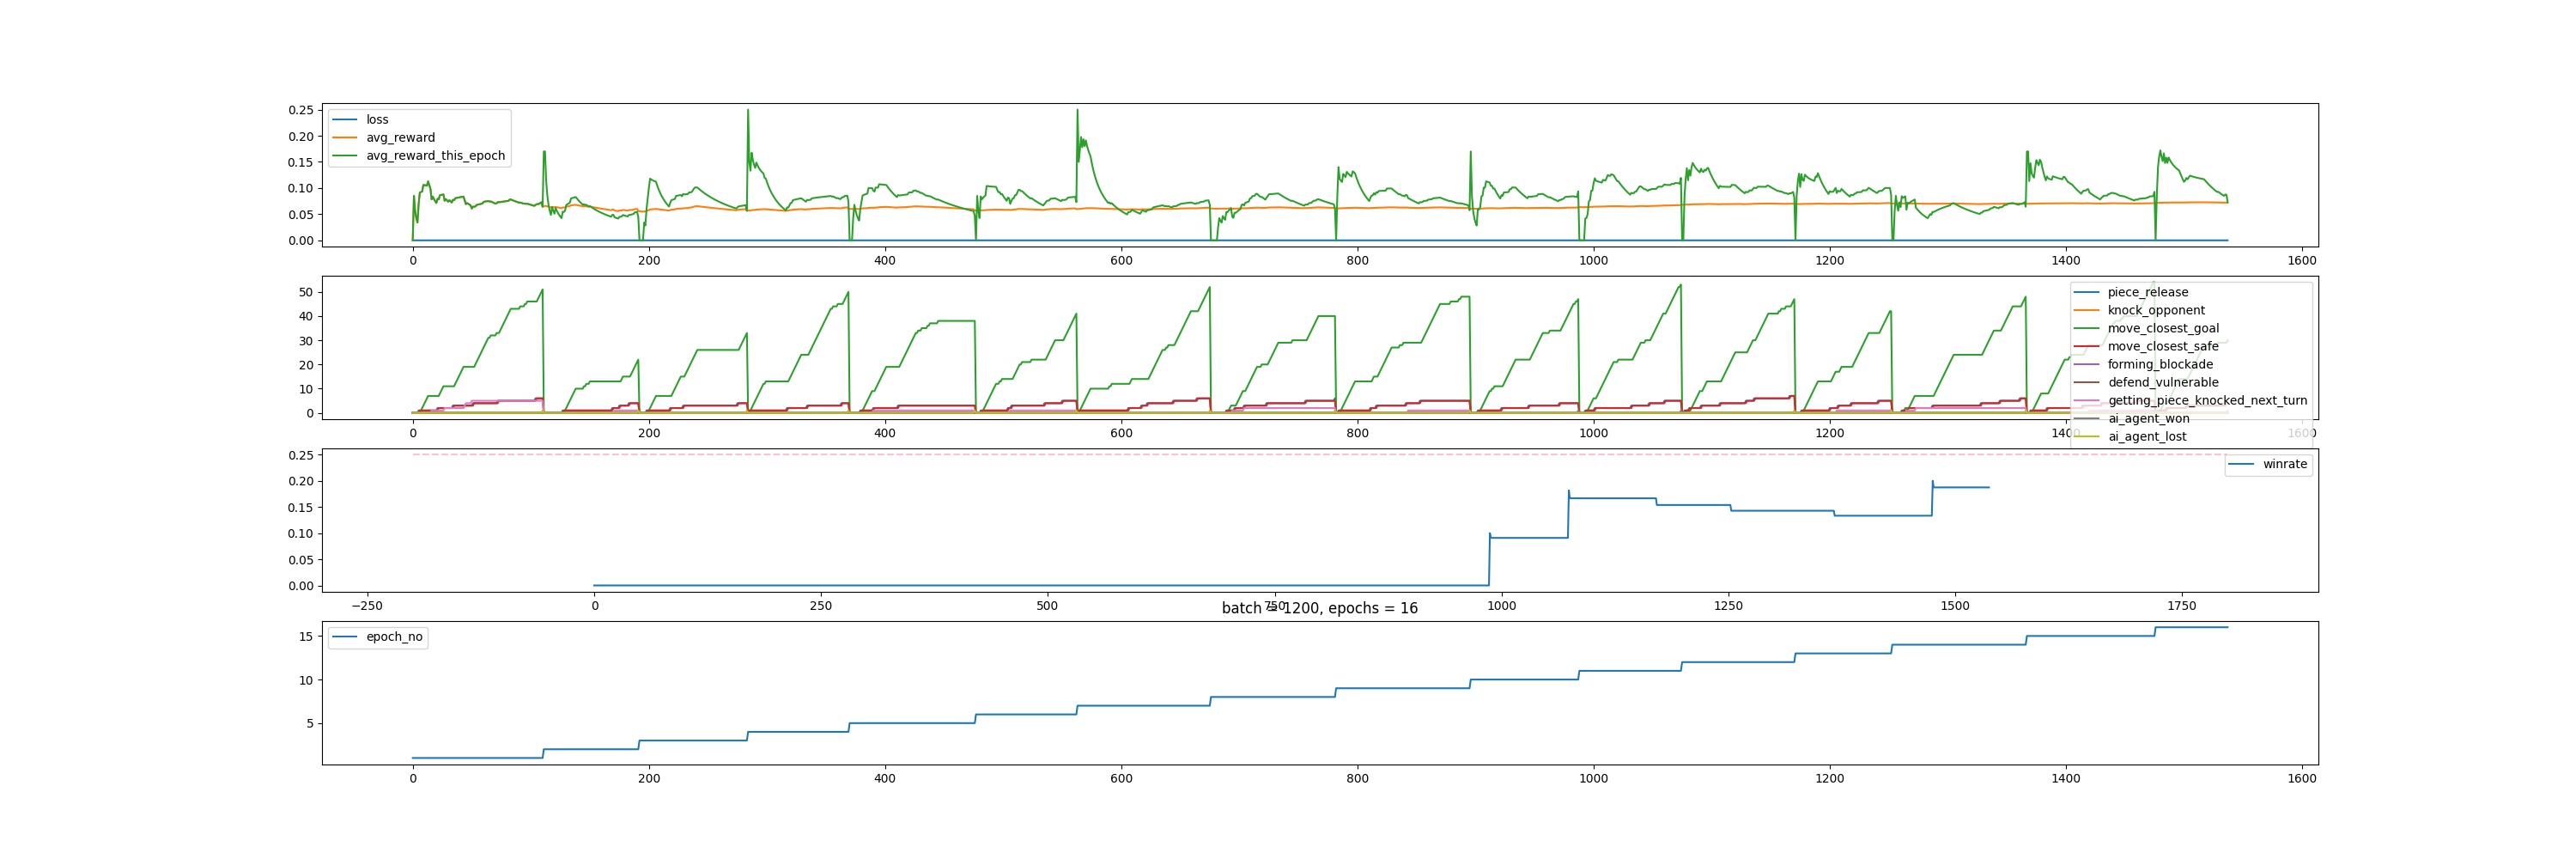 0.25
0.20
0.15
0.10
0.05
0.00
loss
avg_reward
avg_reward_this_epoch
0 200 400 600 800 1000 1200 1400 1600
50
40
30
20
10
0
piece_release
knock_opponent
move_closest_goal
move_closest_safe
forming_blockade
defend_vulnerable
getting_piece_knocked_next_turn
ai_agent_won
ai_agent_lost
0 200 400 600 800 1000 1200 1400 1600
0.25
0.20
0.15
0.10
0.05
0.00
winrate
−250 0 250 500 750 1000 1250 1500 1750
batch = 1200, epochs = 16
15
10
5
epoch_no
0 200 400 600 800 1000 1200 1400 1600